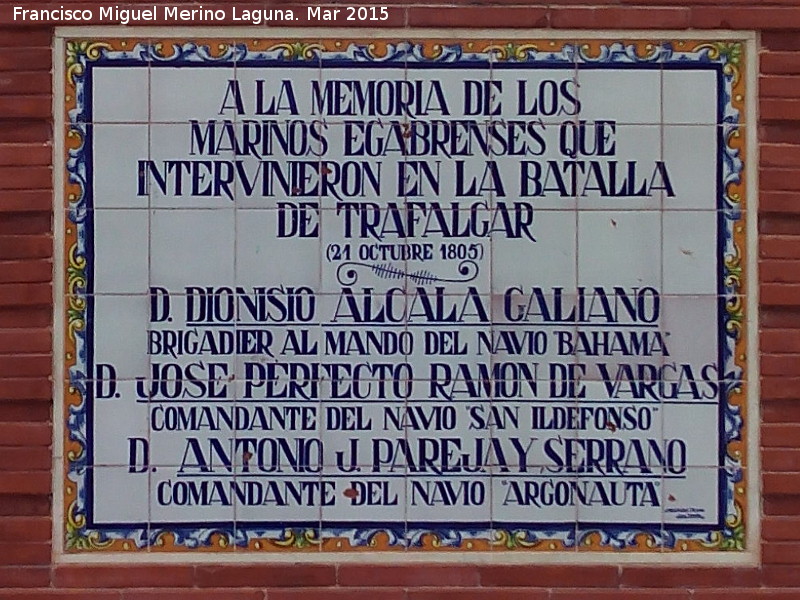 Francisco Miguel Merino Laguna. Mar 2015
A LA MEMORIA DE LOS
MARINOS EGABRENSES QUE
INTERVINIERON EN LA BATALLA
DE TRAFALGAR
(21 OCTUBRE 1805)
D. DIONISIO ALCALA GALIANO
BRIGADIER AL MANDO DEL NAVIO "BAHAMA"
D. JOSE PERFECTO RAMON DE VARGAS
COMANDANTE DEL NAVIO "SAN ILDEFONSO"
D. ANTONIO J. PAREJA Y SERRANO
COMANDANTE DEL NAVIO "ARGONAUTA"